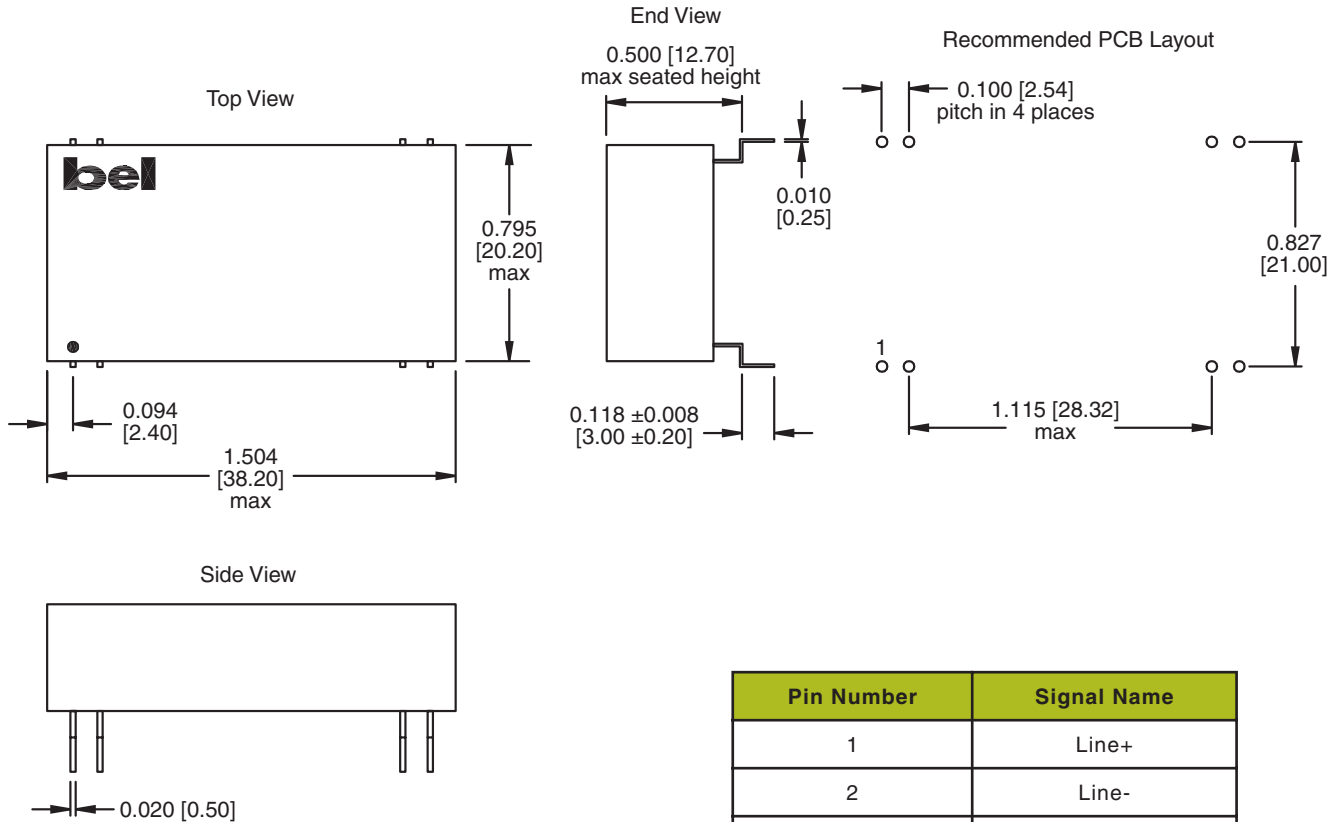 End View
0.500 [12.70]
max seated height
Recommended PCB Layout
Top View
0.100 [2.54]
pitch in 4 places
bel
0.795
[20.20]
max
0.010
[0.25]
0.827
[21.00]
1
0.094
[2.40]
0.118 ±0.008
[3.00 ±0.20]
1.115 [28.32]
max
1.504
[38.20]
max
Side View
Pin Number Signal Name
1 Line+
2 Line-
0.020 [0.50]